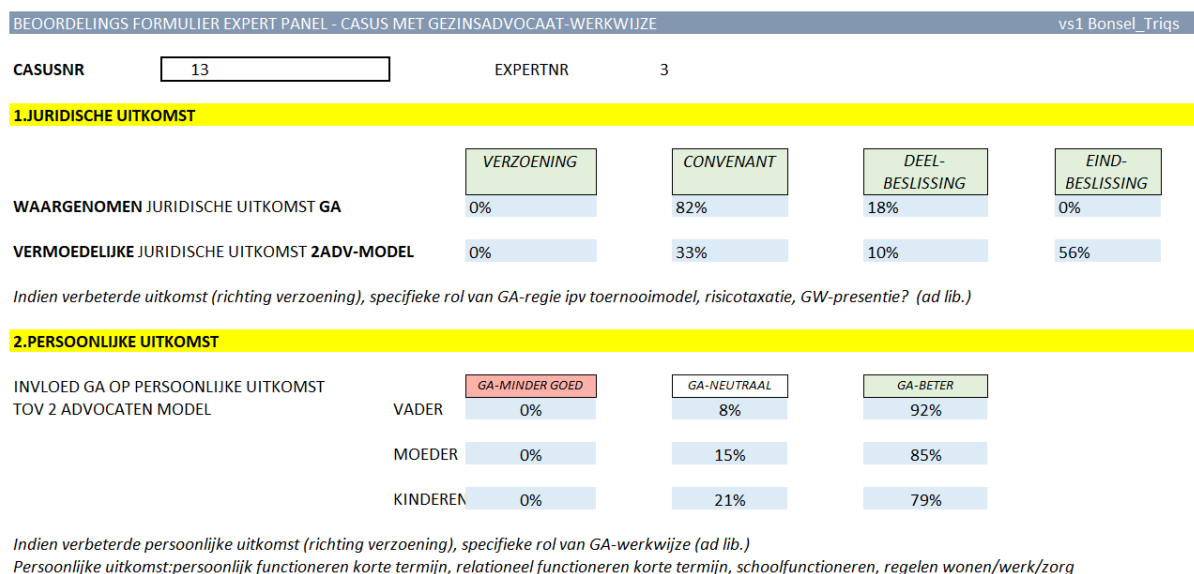 BEOORDELINGS FORMULIER EXPERT PANEL - CASUS MET GEZINSADVOCAAT-WERKWIJZE vs1 Bonsel_Triqs
CASUSNR 13 EXPERTNR 3
1.JURIDISCHE UITKOMST
VERZOENING CONVENANT DEEL-BESLISSING EIND-BESLISSING
WAARGENOMEN JURIDISCHE UITKOMST GA 0% 82% 18% 0%
VERMOEDELIJKE JURIDISCHE UITKOMST 2ADV-MODEL 0% 33% 10% 56%
Indien verbeterde uitkomst (richting verzoening), specifieke rol van GA-regie ipv toernooimodel, risicotaxatie, GW-presentie? (ad lib.)
2.PERSOONLIJKE UITKOMST
INVLOED GA OP PERSOONLIJKE UITKOMST GA-MINDER GOED GA-NEUTRAAL GA-BETER
TOV 2 ADVOCATEN MODEL VADER 0% 8% 92%
MOEDER 0% 15% 85%
KINDEREN 0% 21% 79%
Indien verbeterde persoonlijke uitkomst (richting verzoening), specifieke rol van GA-werkwijze (ad lib.)
Persoonlijke uitkomst:persoonlijk functioneren korte termijn, relationeel functioneren korte termijn, schoolfunctioneren, regelen wonen/werk/zorg